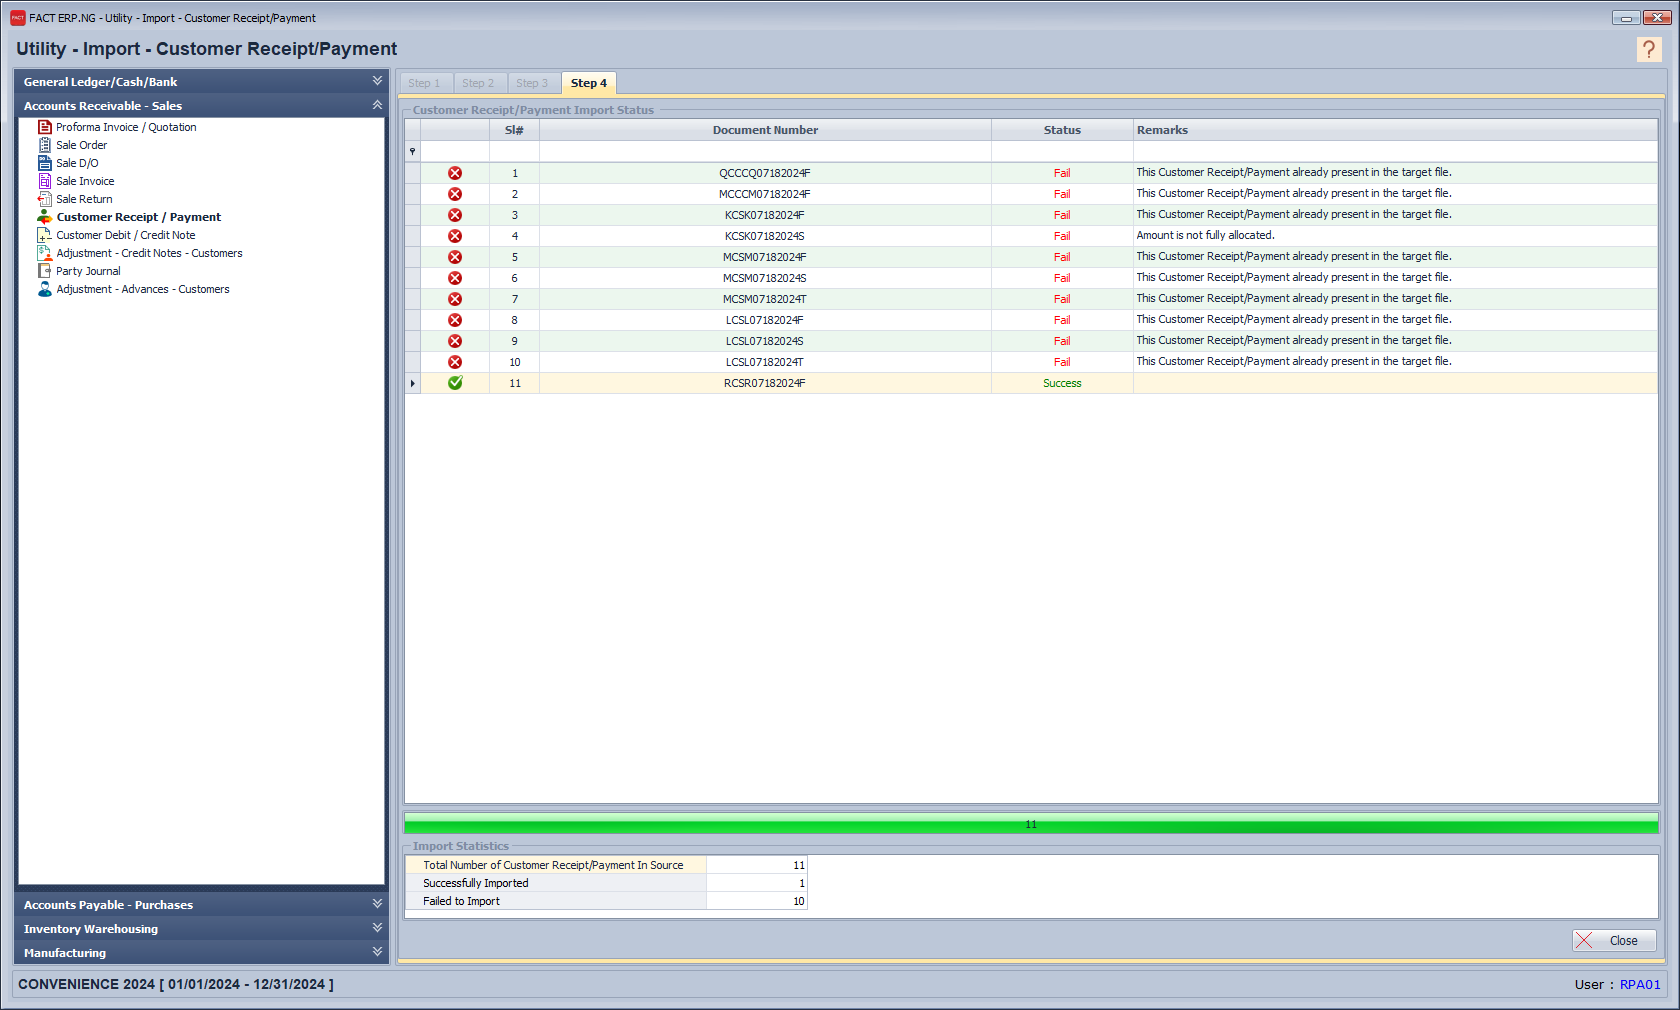 FACT ERP.NG - Utility - Import - Customer Receipt/Payment
Utility - Import - Customer Receipt/Payment
?
General Ledger/Cash/Bank
Accounts Receivable - Sales
Proforma Invoice / Quotation
Sale Order
Sale D/O
Sale Invoice
Sale Return
Customer Receipt / Payment
Customer Debit / Credit Note
Adjustment - Credit Notes - Customers
Party Journal
Adjustment - Advances - Customers
Accounts Payable - Purchases
Inventory Warehousing
Manufacturing
Step 1 Step 2 Step 3 Step 4
Customer Receipt/Payment Import Status
Sl# Document Number Status Remarks
1 QCCCQ07182024F Fail This Customer Receipt/Payment already present in the target file.
2 MCCCM07182024F Fail This Customer Receipt/Payment already present in the target file.
3 KCSK07182024F Fail This Customer Receipt/Payment already present in the target file.
4 KCSK07182024S Fail Amount is not fully allocated.
5 MCSM07182024F Fail This Customer Receipt/Payment already present in the target file.
6 MCSM07182024S Fail This Customer Receipt/Payment already present in the target file.
7 MCSM07182024T Fail This Customer Receipt/Payment already present in the target file.
8 LCSL07182024F Fail This Customer Receipt/Payment already present in the target file.
9 LCSL07182024S Fail This Customer Receipt/Payment already present in the target file.
10 LCSL07182024T Fail This Customer Receipt/Payment already present in the target file.
11 RCSR07182024F Success
11
Import Statistics
Total Number of Customer Receipt/Payment In Source 11
Successfully Imported 1
Failed to Import 10
Close
CONVENIENCE 2024 [ 01/01/2024 - 12/31/2024 ]
User : RPA01